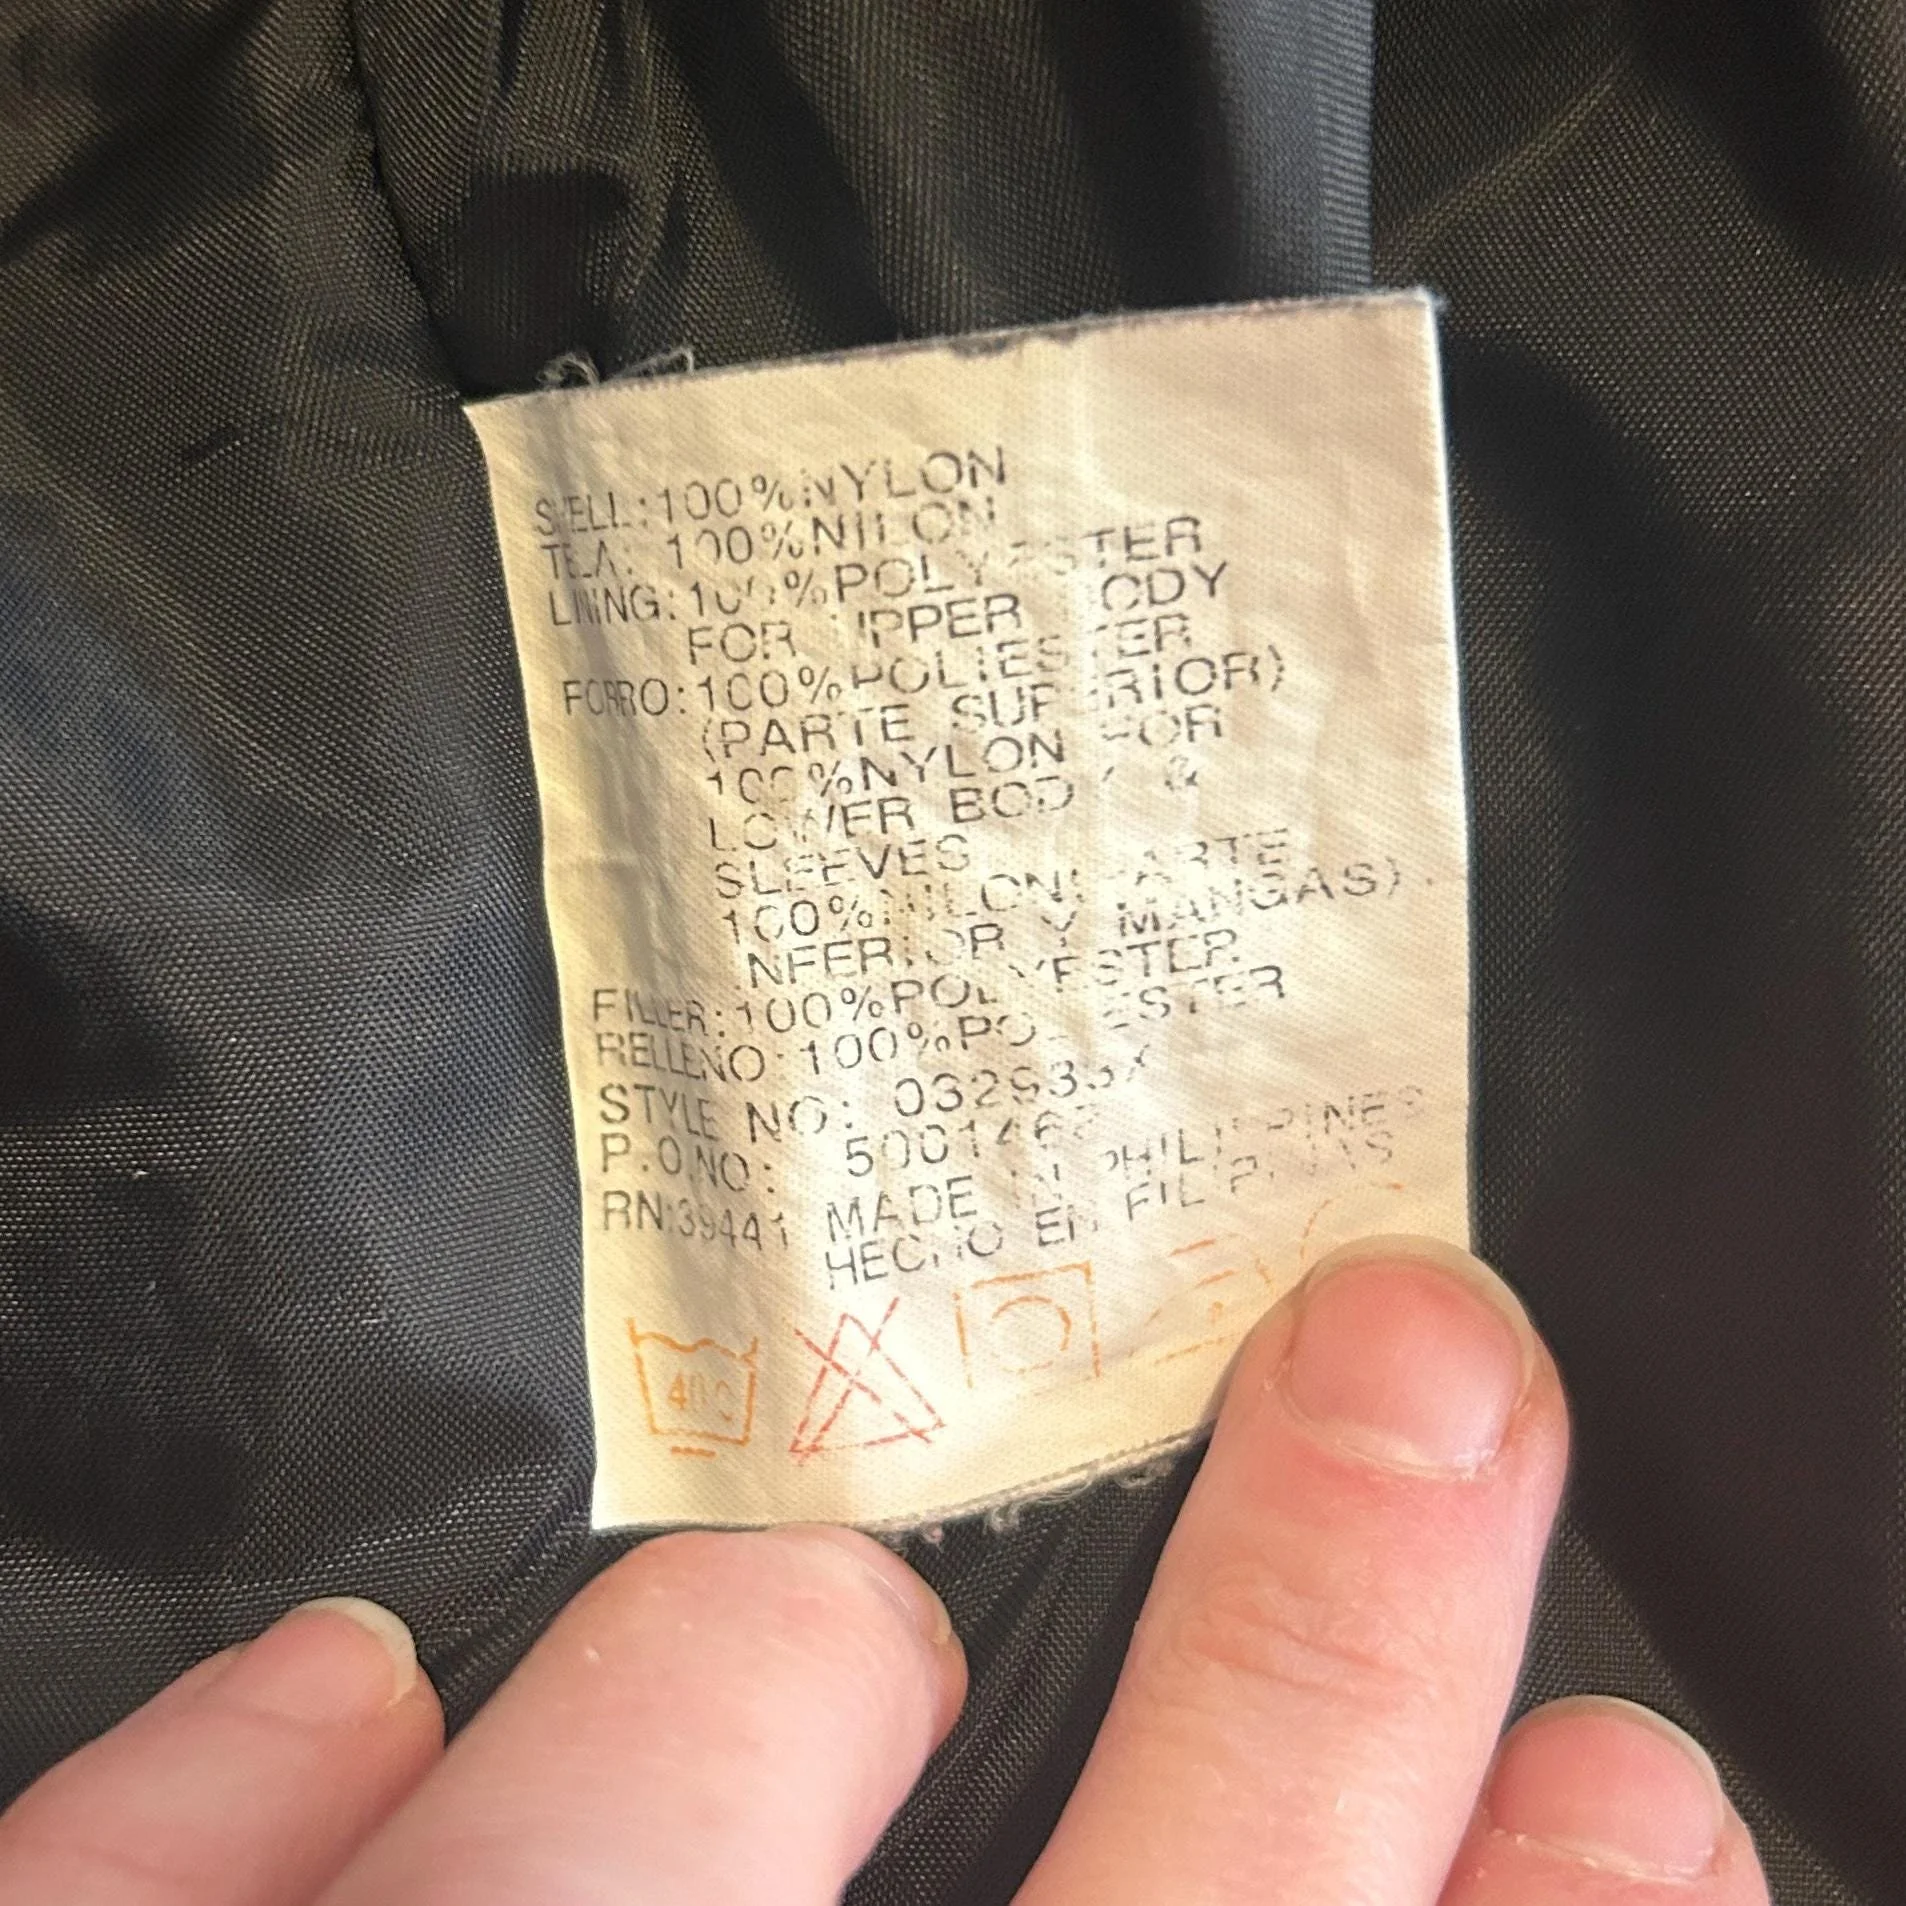 SHELL:100%NYLON
TELA: 100%NILON
LINING:100%POLYESTER
FOR UPPER BODY
FORRO:100%POLIESTER
(PARTE SUPERIOR)
100%NYLON FOR
LOWER BODY &
SLEEVES
100%NILON(PARTE
INFERIOR Y MANGAS)
FILLER:100%POLYESTER
RELLENO:100%POLIESTER
STYLE NO:
P.O.NO:
RN:39441 MADE IN PHILIPPINES
HECHO EN FILIPINAS